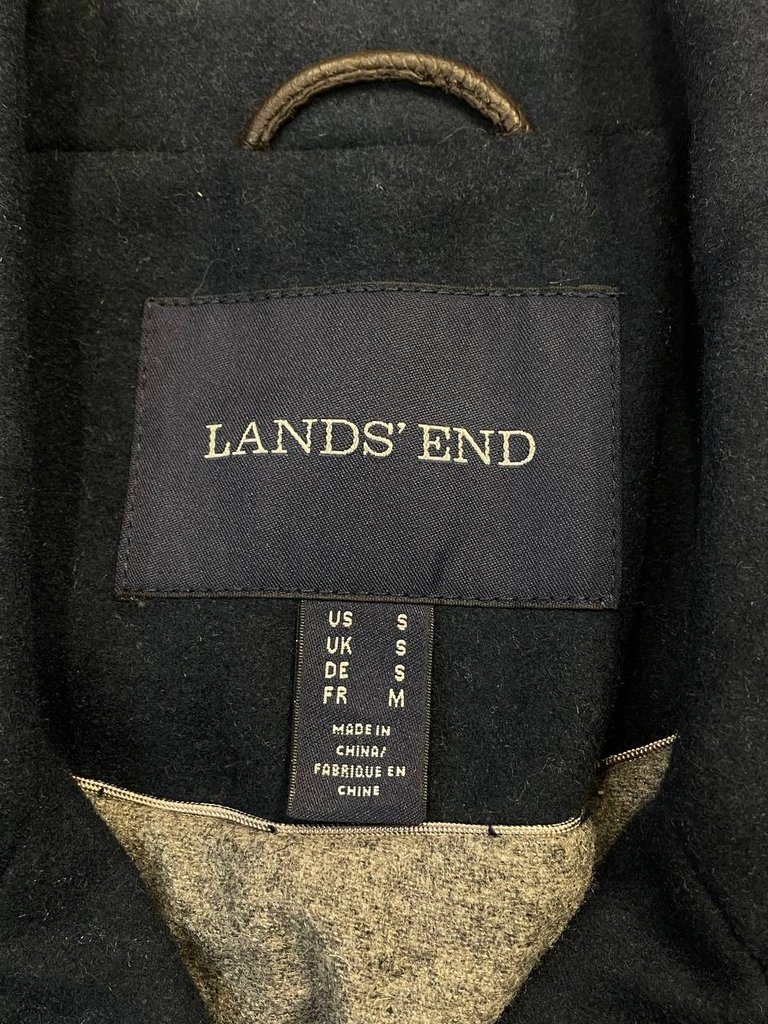 LANDS' END
US S
UK S
DE S
FR M
MADE IN
CHINA/
FABRIQUE EN
CHINE